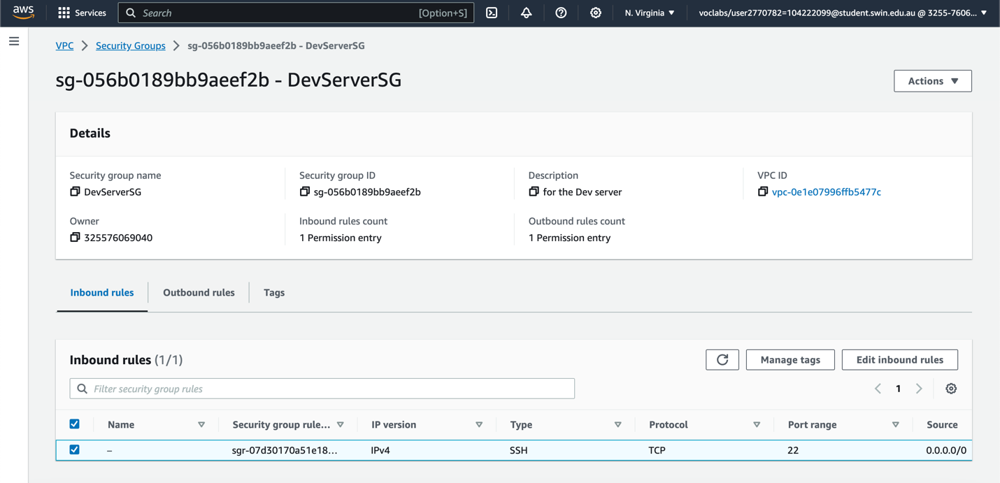 aws Services Search [Option+S] N. Virginia voclabs/user2770782=104222099@student.swin.edu.au @ 3255-7606...
VPC Security Groups sg-056b0189bb9aeef2b - DevServerSG
sg-056b0189bb9aeef2b - DevServerSG
Actions
Details
Security group name Security group ID Description VPC ID
DevServerSG sg-056b0189bb9aeef2b for the Dev server vpc-0e1e07996ffb5477c
Owner Inbound rules count Outbound rules count
325576069040 1 Permission entry 1 Permission entry
Inbound rules Outbound rules Tags
Inbound rules (1/1) Manage tags Edit inbound rules
Filter security group rules 1
Name Security group rule... IP version Type Protocol Port range Source
– sgr-07d30170a51e18... IPv4 SSH TCP 22 0.0.0.0/0